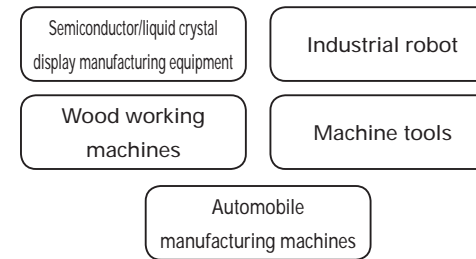 Semiconductor/liquid crystal
display manufacturing equipment
Industrial robot
Wood working
machines
Machine tools
Automobile
manufacturing machines